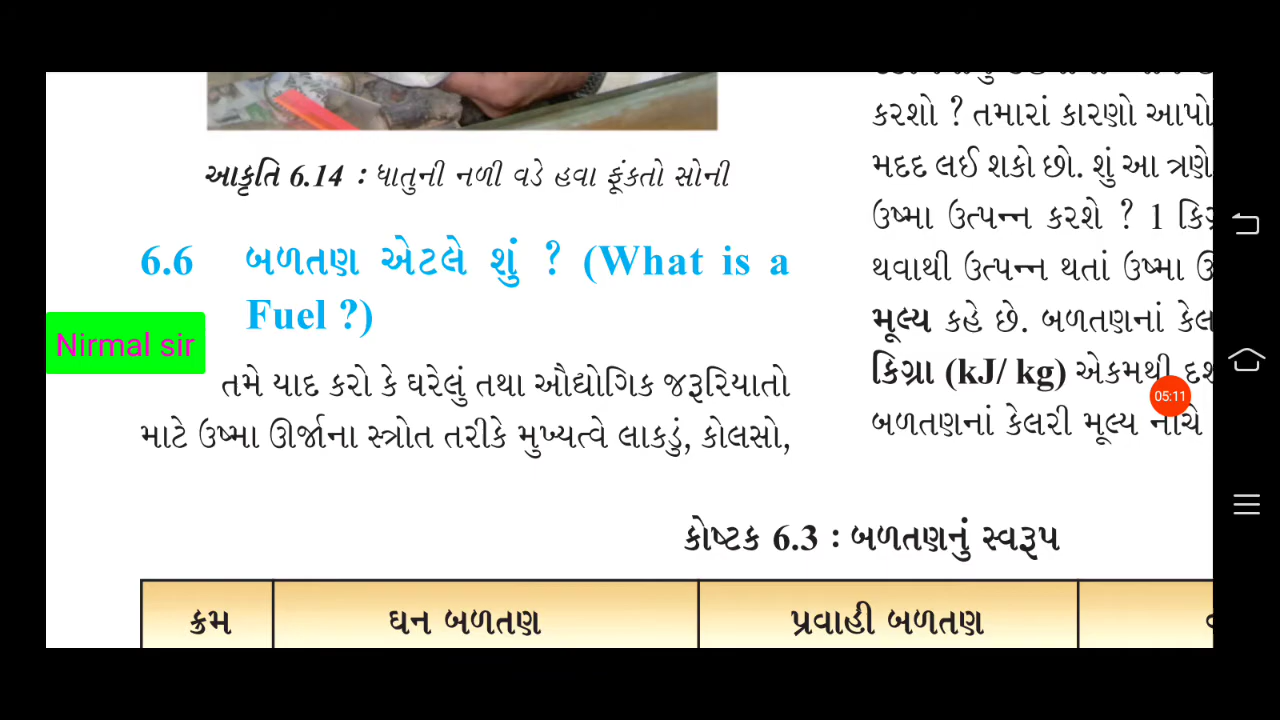 આકૃતિ 6.14 : ધાતુની નળી વડે હવા ફૂંકતો સોની
6.6 બળતણ એટલે શું ? (What is a
Fuel ?)
Nirmal sir
તમે યાદ કરો કે ઘરેલું તથા ઔદ્યોગિક જરૂરિયાતો
માટે ઉષ્મા ઊર્જાના સ્ત્રોત તરીકે મુખ્યત્વે લાકડું, કોલસો,
કરશો ? તમારાં કારણો આપો
મદદ લઈ શકો છો. શું આ ત્રણે
ઉષ્મા ઉત્પન્ન કરશે ? 1
થવાથી ઉત્પન્ન થતાં ઉષ્મા
મૂલ્ય કહે છે. બળતણનાં
કિગ્રા (kJ/ kg) એકમથી
05:11
બળતણનાં કેલરી મૂલ્ય નીચે
કોષ્ટક 6.3 : બળતણનું સ્વરૂપ
ક્રમ ઘન બળતણ પ્રવાહી બળતણ